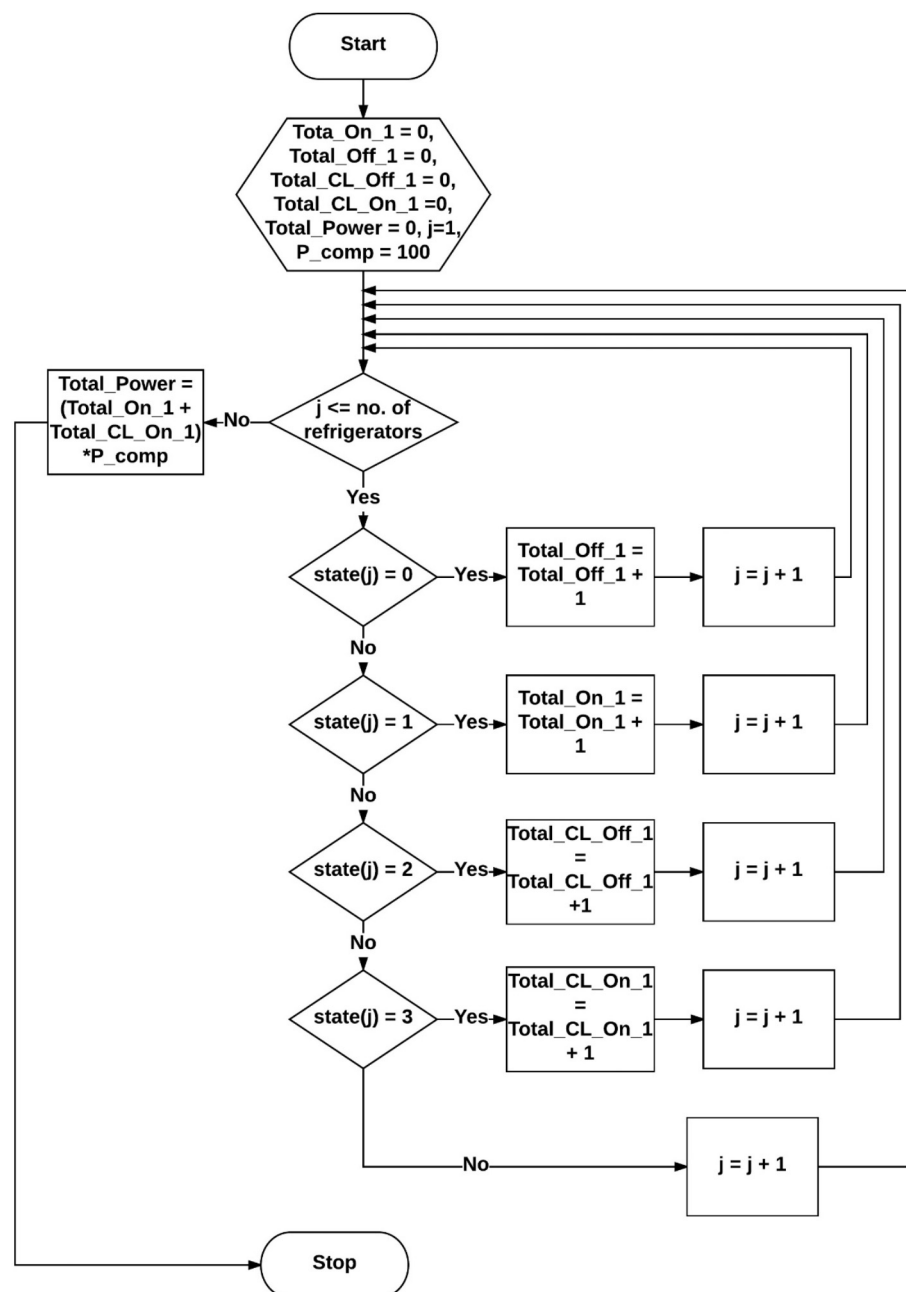 Start
Tota_On_1 = 0,
Total_Off_1 = 0,
Total_CL_Off_1 = 0,
Total_CL_On_1 =0,
Total_Power = 0, j=1,
P_comp = 100
Total_Power =
(Total_On_1 +
Total_CL_On_1)
*P_comp
No
j <= no. of
refrigerators
Yes
state(j) = 0
Yes
Total_Off_1 =
Total_Off_1 +
1
j = j + 1
No
state(j) = 1
Yes
Total_On_1 =
Total_On_1 +
1
j = j + 1
No
state(j) = 2
Yes
Total_CL_Off_1
=
Total_CL_Off_1
+1
j = j + 1
No
state(j) = 3
Yes
Total_CL_On_1
=
Total_CL_On_1
+ 1
j = j + 1
No
j = j + 1
Stop